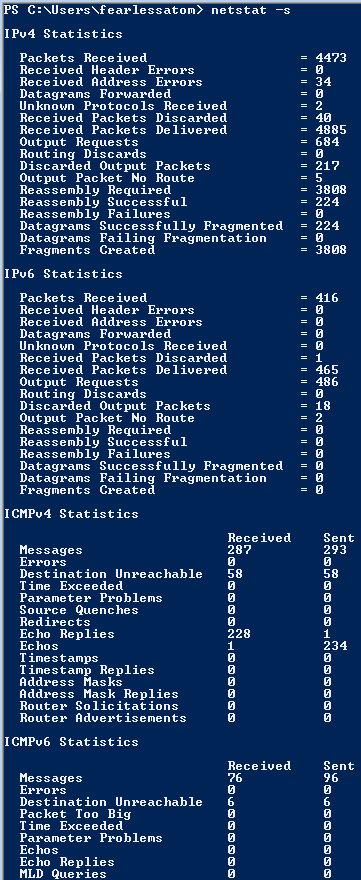 PS C:\Users\fearlessatom> netstat -s
IPv4 Statistics
Packets Received = 4473
Received Header Errors = 0
Received Address Errors = 34
Datagrams Forwarded = 0
Unknown Protocols Received = 2
Received Packets Discarded = 40
Received Packets Delivered = 4885
Output Requests = 684
Routing Discards = 0
Discarded Output Packets = 217
Output Packet No Route = 5
Reassembly Required = 3808
Reassembly Successful = 224
Reassembly Failures = 0
Datagrams Successfully Fragmented = 224
Datagrams Failing Fragmentation = 0
Fragments Created = 3808
IPv6 Statistics
Packets Received = 416
Received Header Errors = 0
Received Address Errors = 0
Datagrams Forwarded = 0
Unknown Protocols Received = 0
Received Packets Discarded = 1
Received Packets Delivered = 465
Output Requests = 486
Routing Discards = 0
Discarded Output Packets = 18
Output Packet No Route = 2
Reassembly Required = 0
Reassembly Successful = 0
Reassembly Failures = 0
Datagrams Successfully Fragmented = 0
Datagrams Failing Fragmentation = 0
Fragments Created = 0
ICMPv4 Statistics
Received Sent
Messages 287 293
Errors 0 0
Destination Unreachable 58 58
Time Exceeded 0 0
Parameter Problems 0 0
Source Quenches 0 0
Redirects 0 0
Echo Replies 228 1
Echos 1 234
Timestamps 0 0
Timestamp Replies 0 0
Address Masks 0 0
Address Mask Replies 0 0
Router Solicitations 0 0
Router Advertisements 0 0
ICMPv6 Statistics
Received Sent
Messages 76 96
Errors 0 0
Destination Unreachable 6 6
Packet Too Big 0 0
Time Exceeded 0 0
Parameter Problems 0 0
Echos 0 0
Echo Replies 0 0
MLD Queries 0 0